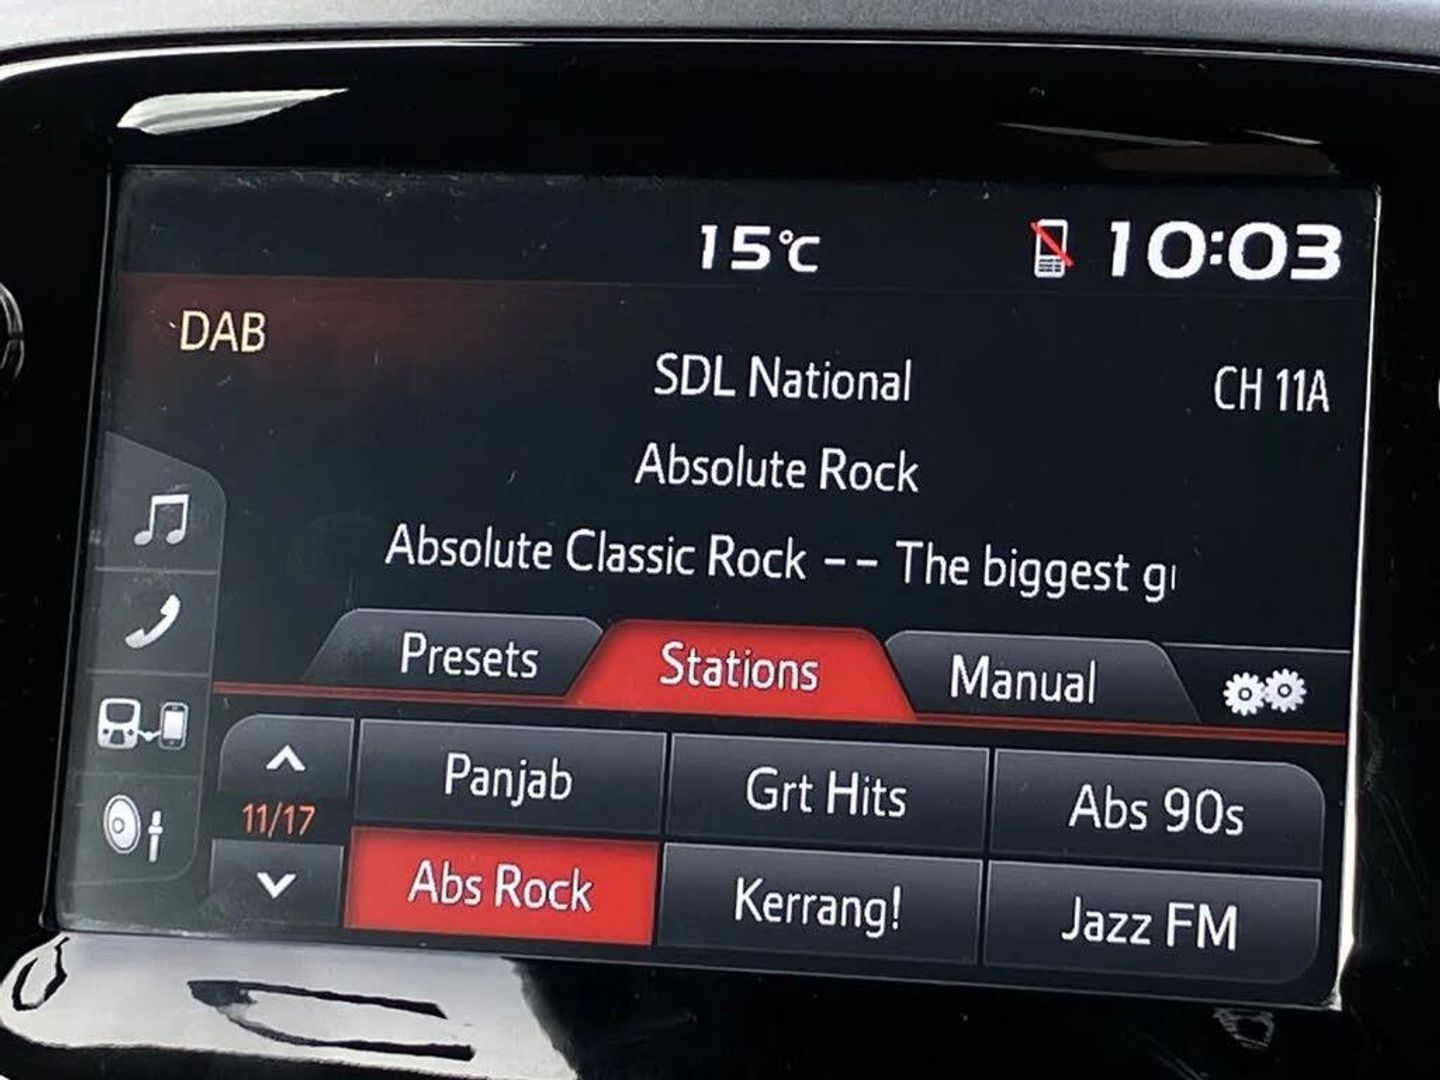 15°C 10:03
DAB
SDL National CH 11A
Absolute Rock
Absolute Classic Rock -- The biggest
Presets Stations Manual
Panjab Grt Hits Abs 90s
11/17
Abs Rock Kerrang! Jazz FM